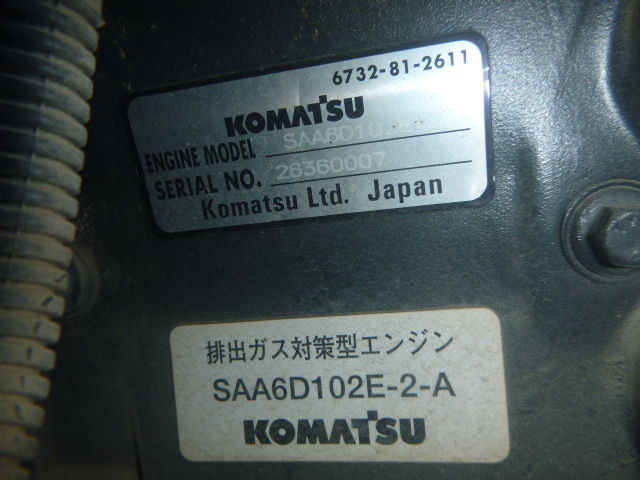 6732-81-2611
KOMATSU
ENGINE MODEL SAA6D102
SERIAL NO. 26360007
Komatsu Ltd. Japan
排出ガス対策型エンジン
SAA6D102E-2-A
KOMATSU